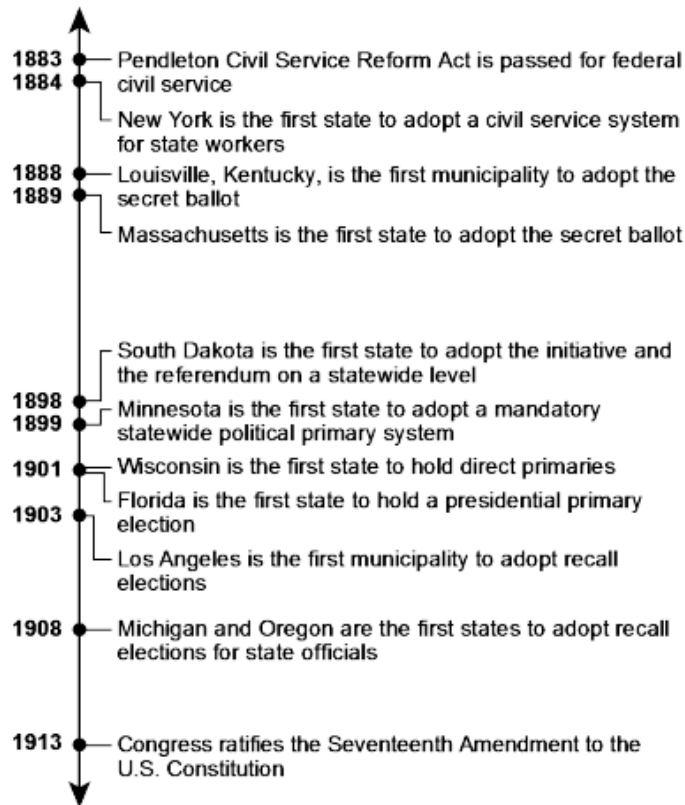 1883
Pendleton Civil Service Reform Act is passed for federal
civil service
1884
New York is the first state to adopt a civil service system
for state workers
1888
Louisville, Kentucky, is the first municipality to adopt the
secret ballot
1889
Massachusetts is the first state to adopt the secret ballot
South Dakota is the first state to adopt the initiative and
the referendum on a statewide level
1898
Minnesota is the first state to adopt a mandatory
statewide political primary system
1899
1901
Wisconsin is the first state to hold direct primaries
Florida is the first state to hold a presidential primary
election
1903
Los Angeles is the first municipality to adopt recall
elections
1908
Michigan and Oregon are the first states to adopt recall
elections for state officials
1913
Congress ratifies the Seventeenth Amendment to the
U.S. Constitution